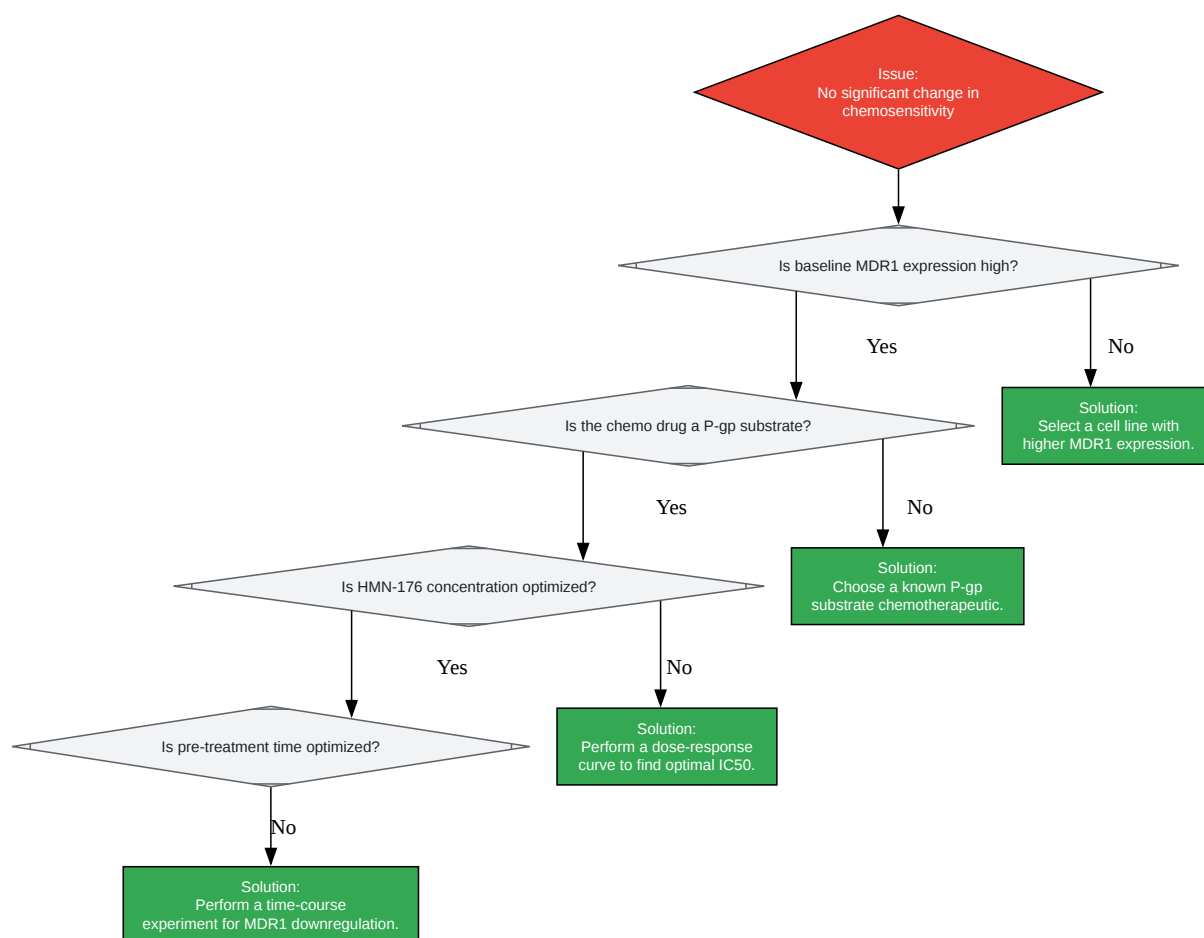 Issue:
No significant change in
chemosensitivity
Is baseline MDR1 expression high?
Yes
No
Solution:
Select a cell line with
higher MDR1 expression.
Is the chemo drug a P-gp substrate?
Yes
No
Solution:
Choose a known P-gp
substrate chemotherapeutic.
Is HMN-176 concentration optimized?
Yes
No
Solution:
Perform a dose-response
curve to find optimal IC50.
Is pre-treatment time optimized?
No
Solution:
Perform a time-course
experiment for MDR1 downregulation.